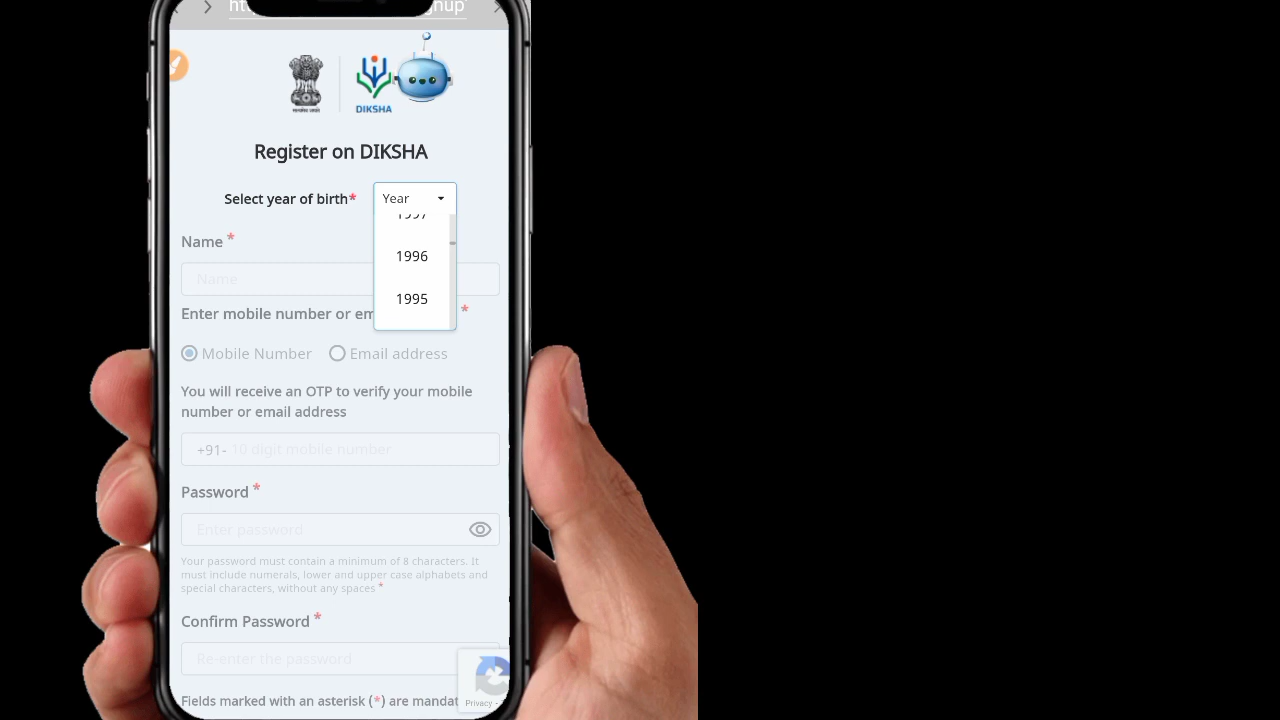 Register on DIKSHA
DIKSHA
Select year of birth*
Year
1997
1996
1995
Name *
Name
Enter mobile number or em
*
Mobile Number
Email address
You will receive an OTP to verify your mobile
number or email address
+91- 10 digit mobile number
Password *
Enter password
Your password must contain a minimum of 8 characters. It
must include numerals, lower and upper case alphabets and
special characters, without any spaces *
Confirm Password *
Re-enter the password
Fields marked with an asterisk (*) are mandat
Privacy -